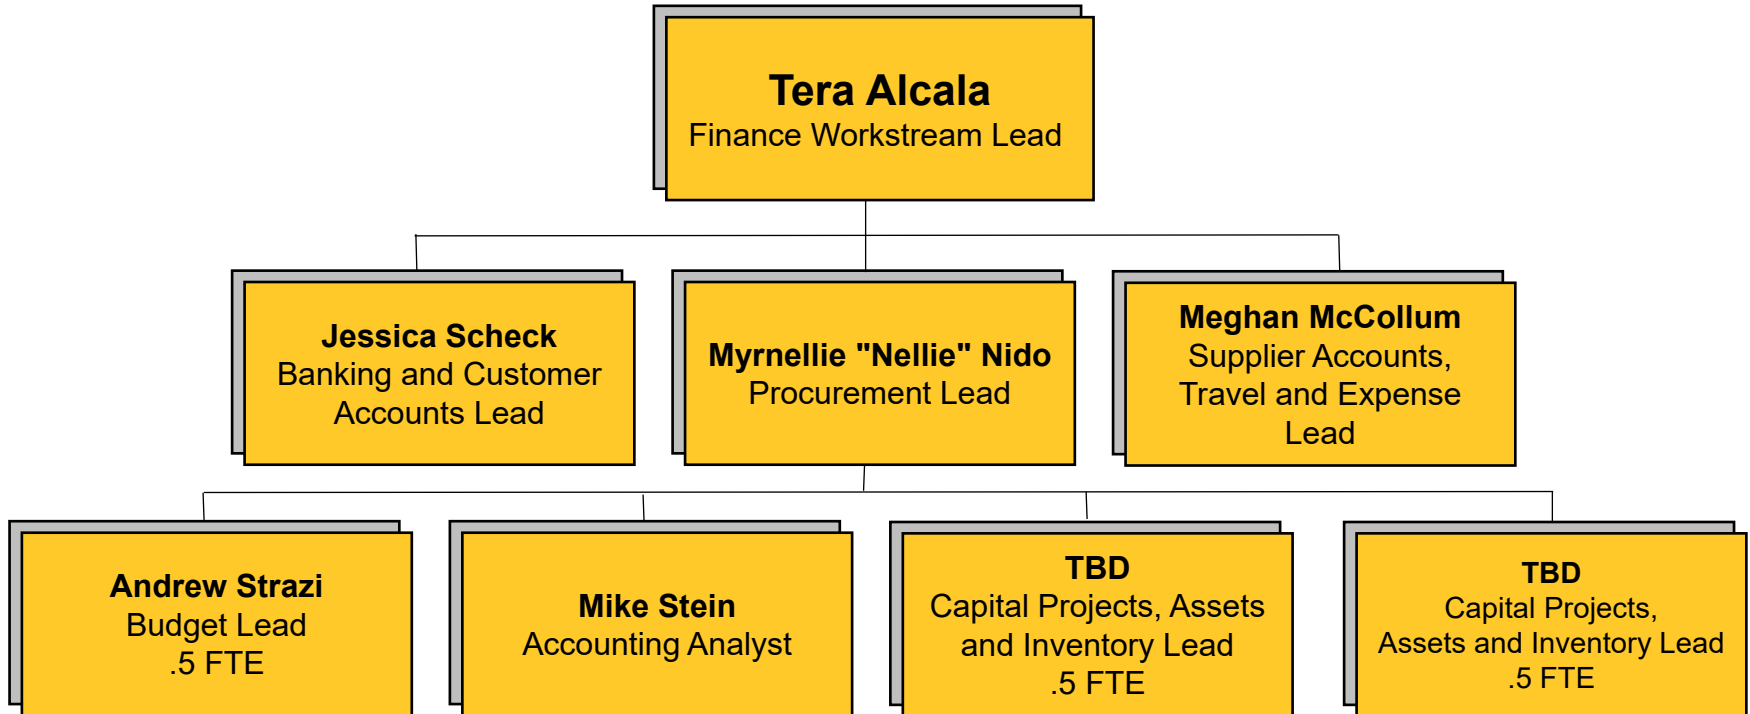 Tera Alcala
Finance Workstream Lead
Jessica Scheck
Banking and Customer
Accounts Lead
Myrnellie "Nellie" Nido
Procurement Lead
Meghan McCollum
Supplier Accounts,
Travel and Expense
Lead
Andrew Strazi
Budget Lead
.5 FTE
Mike Stein
Accounting Analyst
TBD
Capital Projects, Assets
and Inventory Lead
.5 FTE
TBD
Capital Projects,
Assets and Inventory Lead
.5 FTE